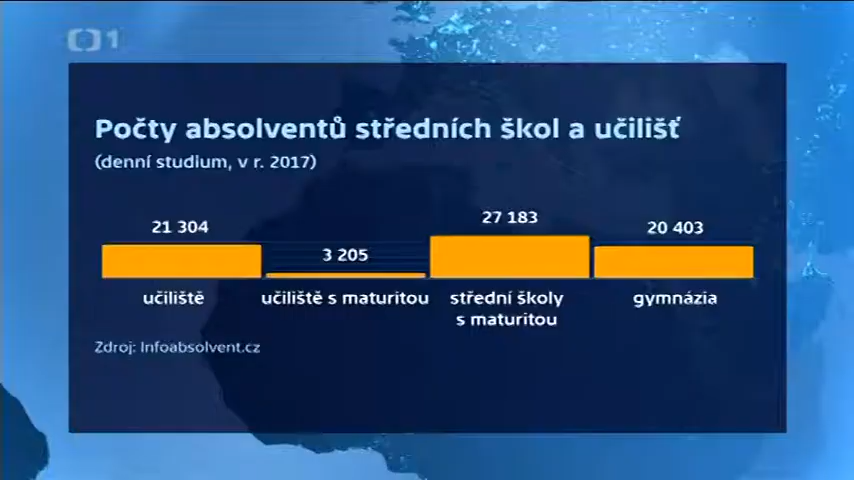 ČT1
Počty absolventů středních škol a učilišť
(denní studium, v r. 2017)
21 304
3 205
27 183
20 403
učiliště
učiliště s maturitou
střední školy
s maturitou
gymnázia
Zdroj: Infoabsolvent.cz